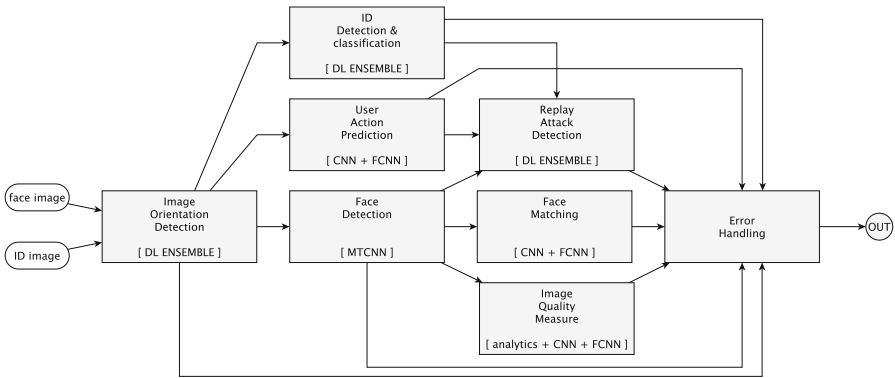 ID
Detection &
classification
[ DL ENSEMBLE ]
User
Action
Prediction
[ CNN + FCNN ]
Replay
Attack
Detection
[ DL ENSEMBLE ]
face image
ID image
Image
Orientation
Detection
[ DL ENSEMBLE ]
Face
Detection
[ MTCNN ]
Face
Matching
[ CNN + FCNN ]
Error
Handling
OUT
Image
Quality
Measure
[ analytics + CNN + FCNN ]